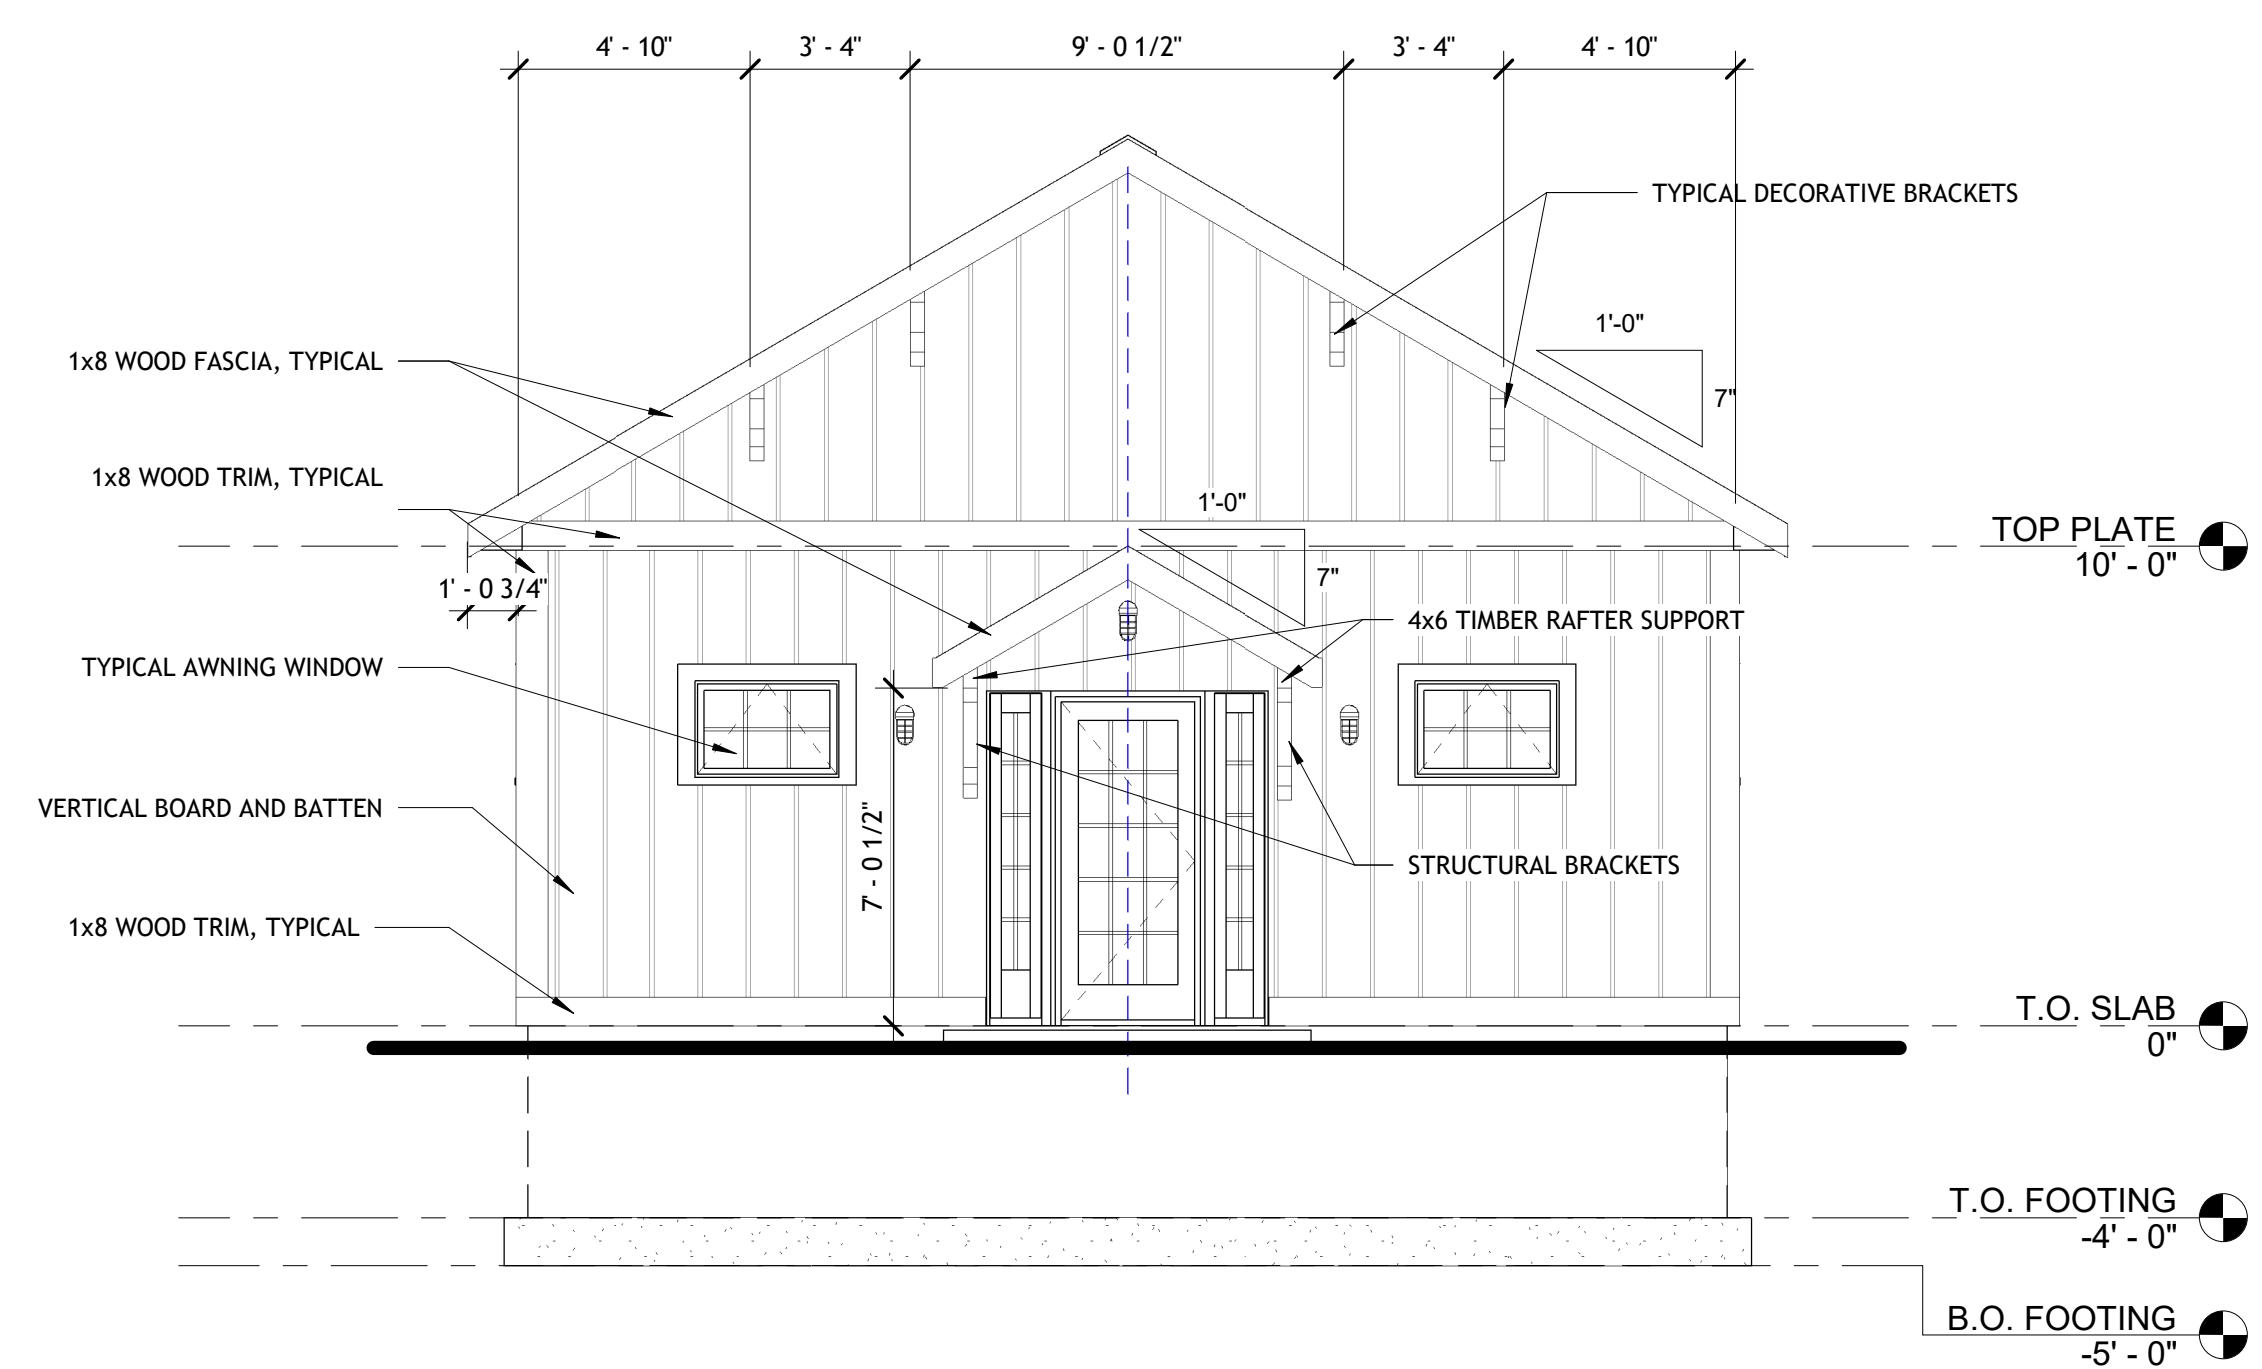 4' - 10"
3' - 4"
9' - 0 1/2"
3' - 4"
4' - 10"
TYPICAL DECORATIVE BRACKETS
1'-0"
7"
1x8 WOOD FASCIA, TYPICAL
1x8 WOOD TRIM, TYPICAL
1'-0"
7"
TOP PLATE
10' - 0"
1' - 0 3/4"
4x6 TIMBER RAFTER SUPPORT
TYPICAL AWNING WINDOW
VERTICAL BOARD AND BATTEN
7' - 0 1/2"
STRUCTURAL BRACKETS
1x8 WOOD TRIM, TYPICAL
T.O. SLAB
0"
T.O. FOOTING
-4' - 0"
B.O. FOOTING
-5' - 0"